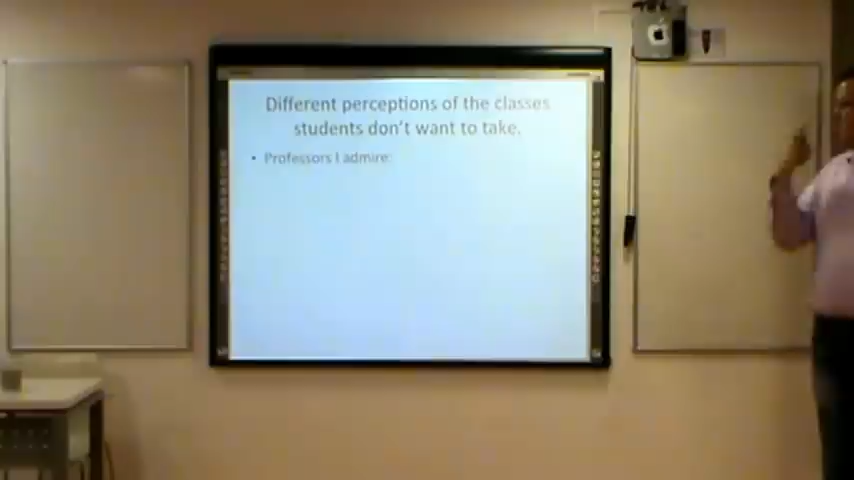 Different perceptions of the classes
students don't want to take.
• Professors I admire: